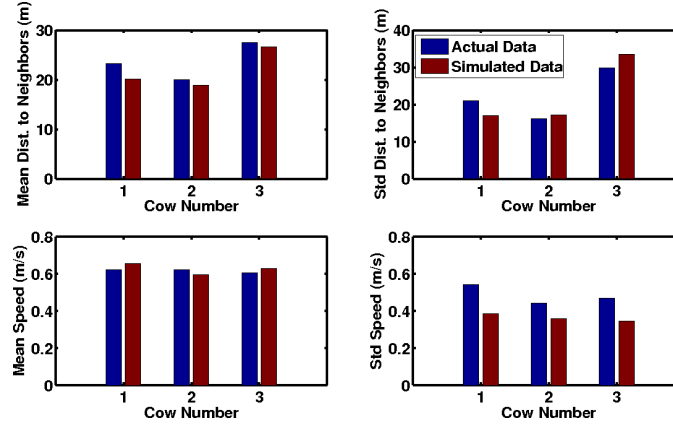 Mean Dist. to Neighbors (m)
30
20
10
0
1 2 3
Cow Number
Std Dist. to Neighbors (m)
40
30
20
10
0
Actual Data
Simulated Data
1 2 3
Cow Number
Mean Speed (m/s)
0.8
0.6
0.4
0.2
0
1 2 3
Cow Number
Std Speed (m/s)
0.8
0.6
0.4
0.2
0
1 2 3
Cow Number